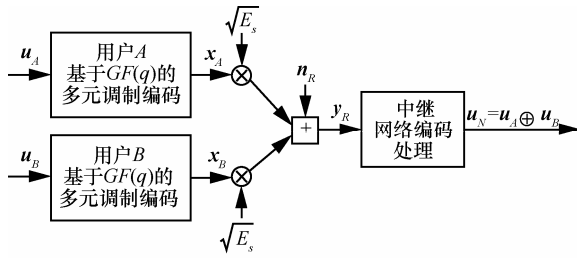 √E_s
u_A
用户A
基于GF(q)的
多元调制编码
x_A
n_R
y_R
中继
网络编码
处理
u_N=u_A⊕ u_B
u_B
用户B
基于GF(q)的
多元调制编码
x_B
+
√E_s